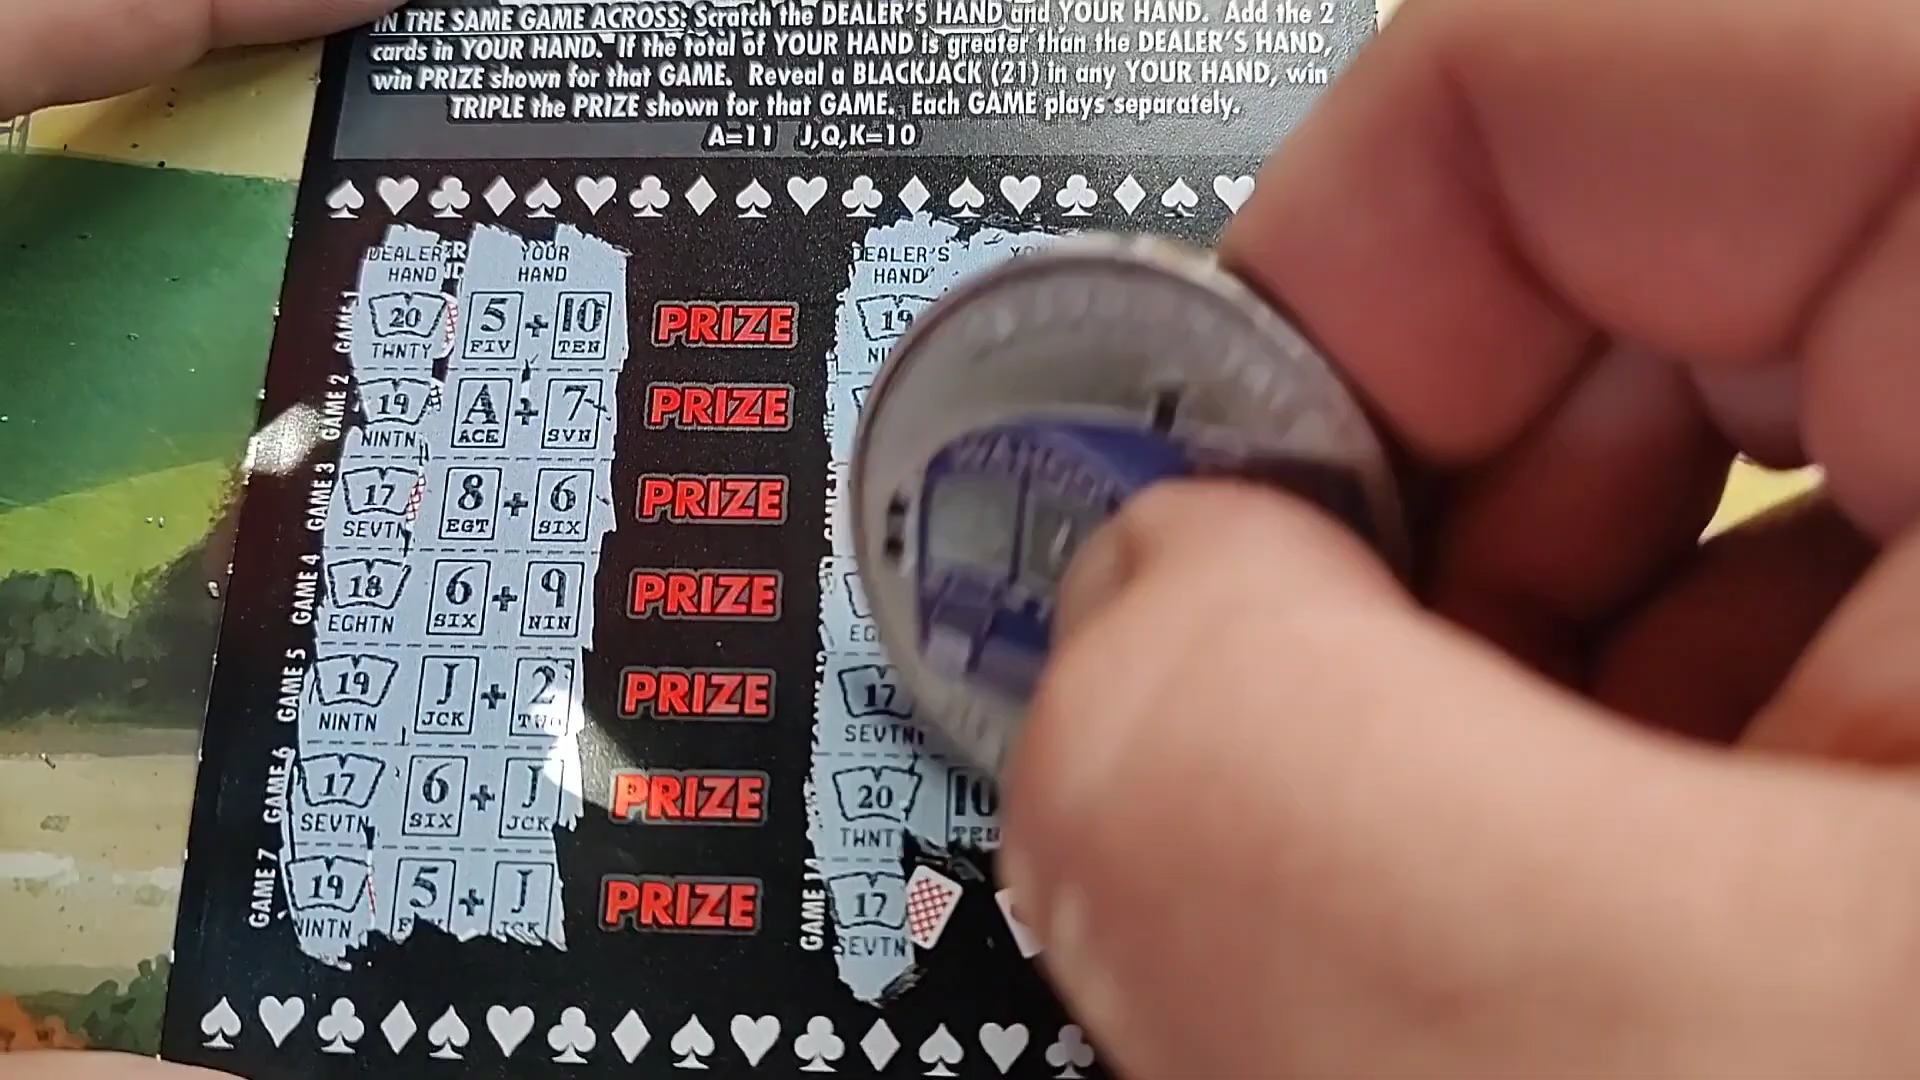 IN THE SAME GAME ACROSS: Scratch the DEALER'S HAND and YOUR HAND. Add the 2
cards in YOUR HAND. If the total of YOUR HAND is greater than the DEALER'S HAND,
win PRIZE shown for that GAME. Reveal a BLACKJACK (21) in any YOUR HAND, win
TRIPLE the PRIZE shown for that GAME. Each GAME plays separately.
A=11 J,Q,K=10
DEALER YOUR
HAND HAND
GAME 1 20 5 + 10 PRIZE
TWNTY FIV TEN
GAME 2 19 A + 7 PRIZE
NINTN ACE SVN
GAME 3 17 8 + 6 PRIZE
SEVTN EGT SIX
GAME 4 18 6 + 9 PRIZE
EGHTN SIX NIN
GAME 5 19 J + 2 PRIZE
NINTN JCK TWO
GAME 6 17 6 + J PRIZE
SEVTN SIX JCK
GAME 7 19 5 + J PRIZE
NINTN JCK
DEALER'S
HAND
19
17
SEVTN
20 10
TWNT TEN
GAME 14 17
SEVTN